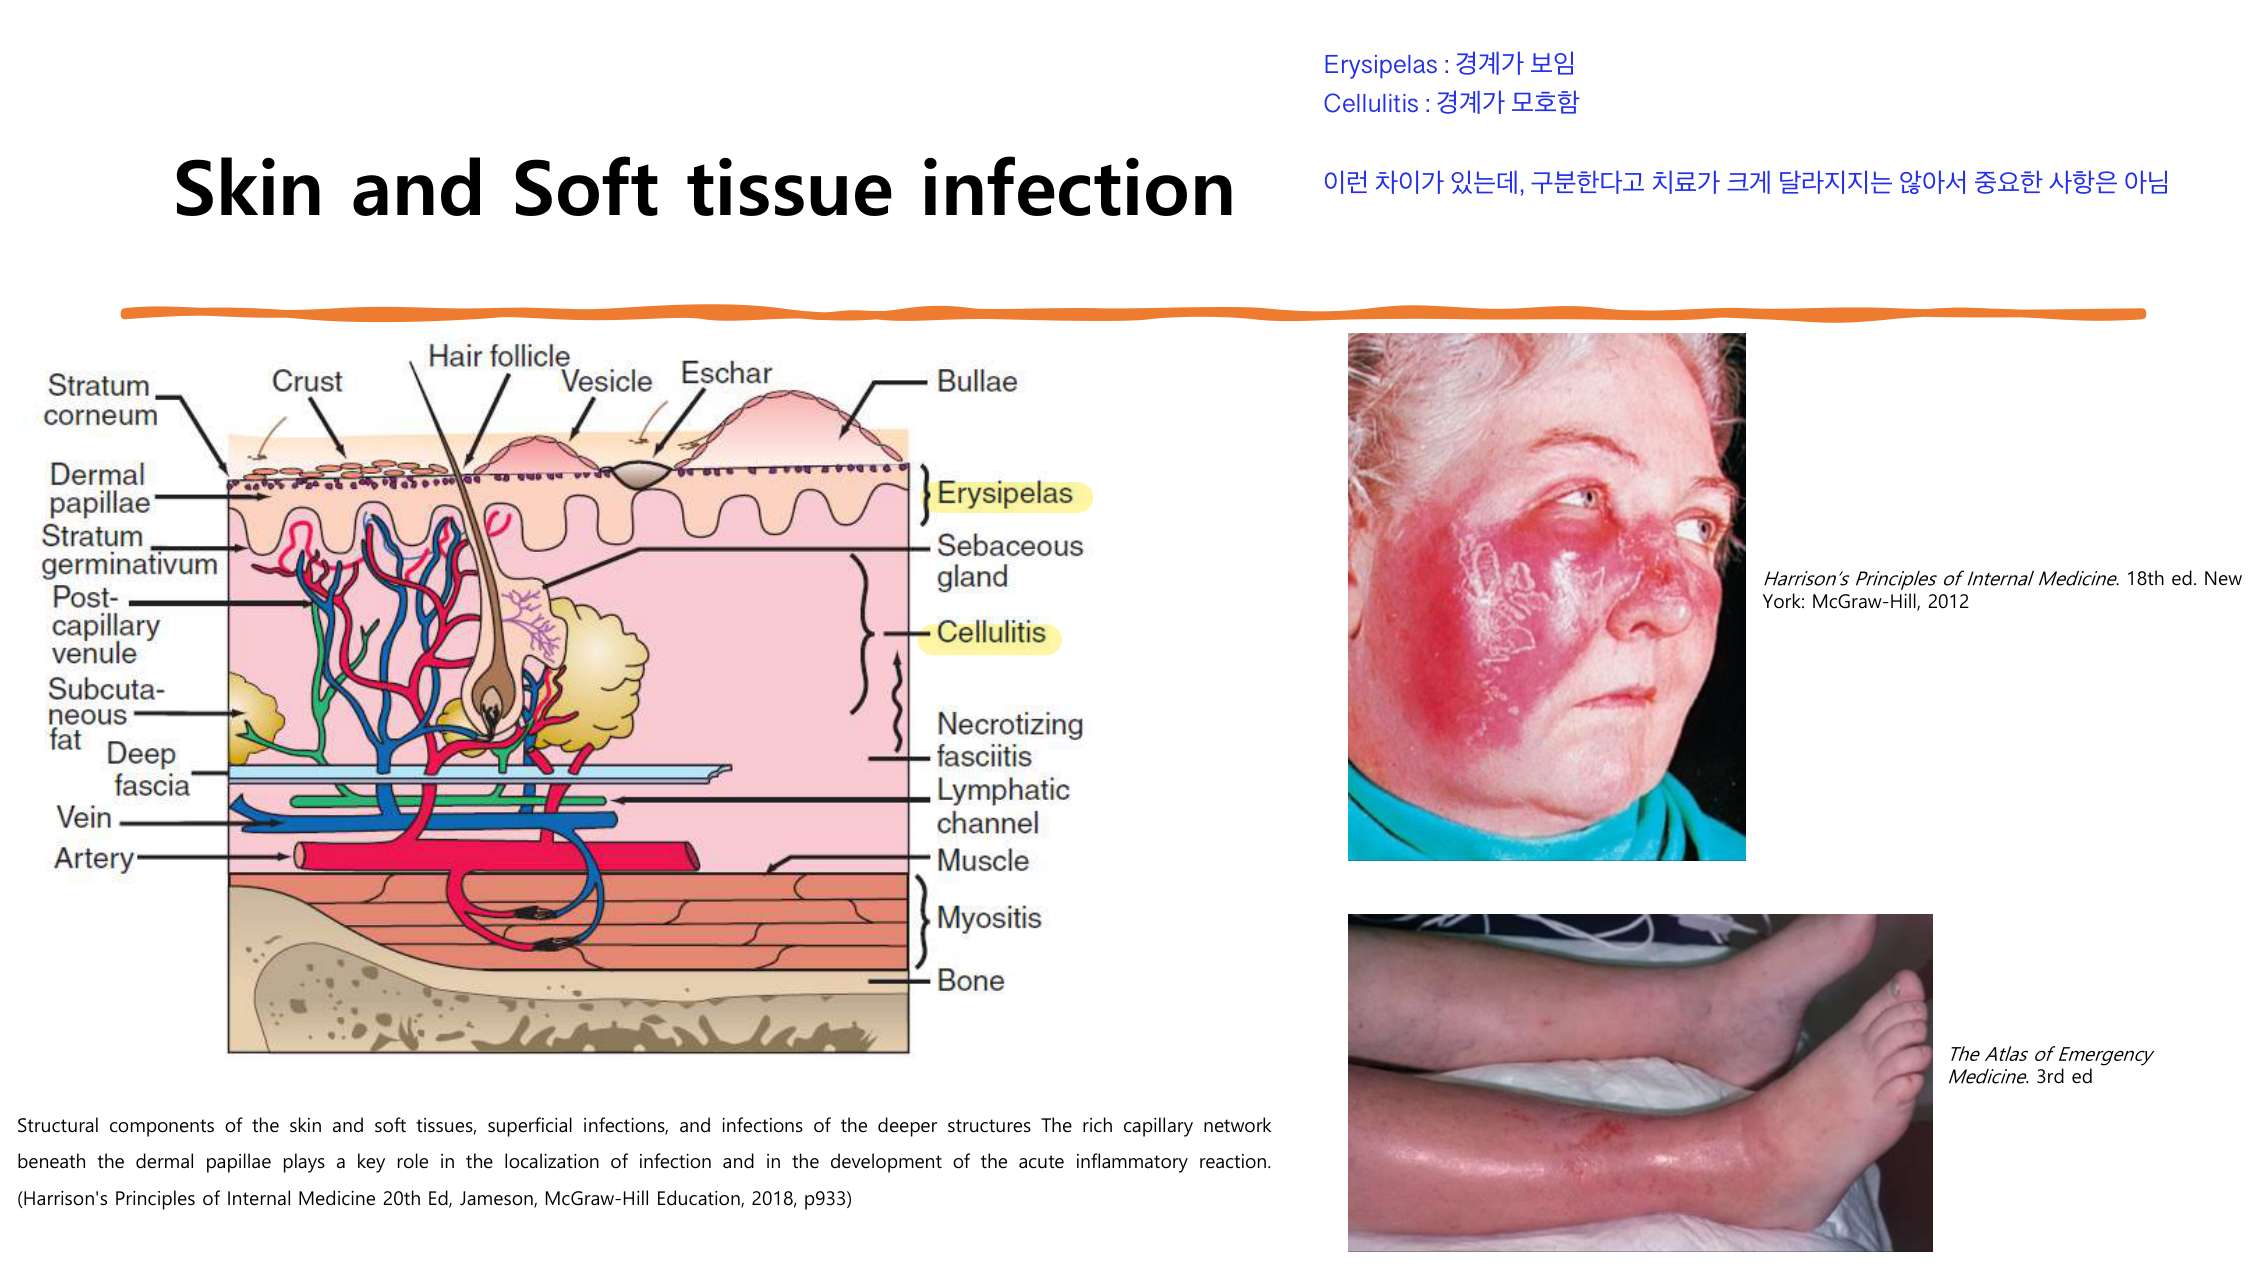 Erysipelas : 경계가 보임
Cellulitis : 경계가 모호함
이런 차이가 있는데, 구분한다고 치료가 크게 달라지지는 않아서 중요한 사항은 아님
Skin and Soft tissue infection
Stratum
corneum
Crust
Hair follicle
Vesicle
Eschar
Bullae
Dermal
papillae
Stratum
germinativum
Post-
capillary
venule
Subcuta-
neous
fat
Deep
fascia
Vein
Artery
Erysipelas
Sebaceous
gland
Cellulitis
Necrotizing
fasciitis
Lymphatic
channel
Muscle
Myositis
Bone
Harrison's Principles of Internal Medicine. 18th ed. New
York: McGraw-Hill, 2012
The Atlas of Emergency
Medicine. 3rd ed
Structural components of the skin and soft tissues, superficial infections, and infections of the deeper structures The rich capillary network
beneath the dermal papillae plays a key role in the localization of infection and in the development of the acute inflammatory reaction.
(Harrison's Principles of Internal Medicine 20th Ed, Jameson, McGraw-Hill Education, 2018, p933)